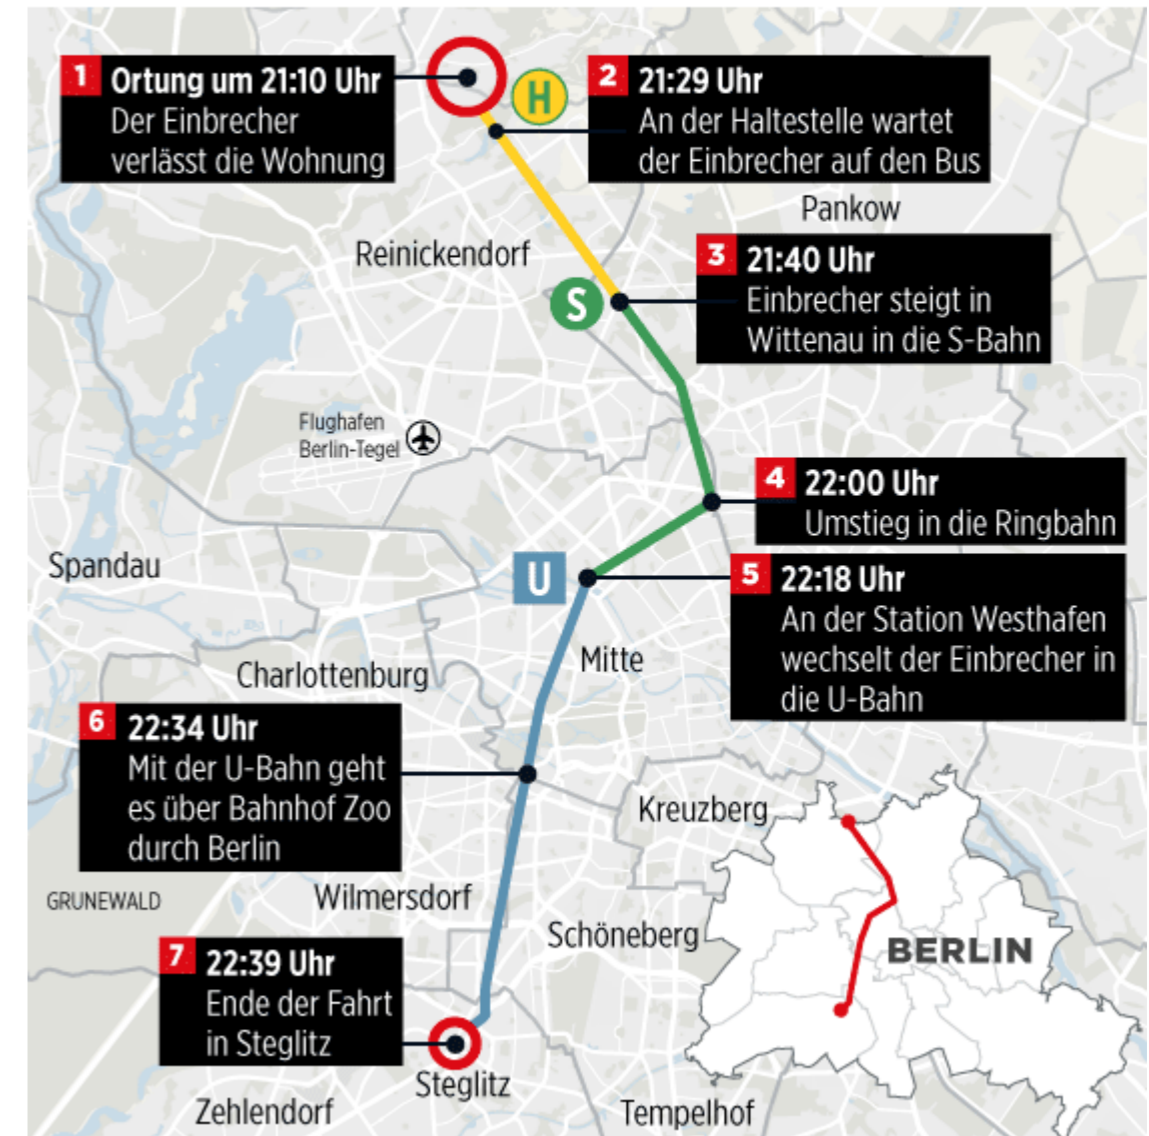 1 Ortung um 21:10 Uhr
Der Einbrecher
verlässt die Wohnung
H
2 21:29 Uhr
An der Haltestelle wartet
der Einbrecher auf den Bus
Pankow
Reinickendorf
3 21:40 Uhr
Einbrecher steigt in
Wittenau in die S-Bahn
S
Flughafen
Berlin-Tegel
4 22:00 Uhr
Umstieg in die Ringbahn
Spandau
U
5 22:18 Uhr
An der Station Westhafen
wechselt der Einbrecher in
die U-Bahn
Mitte
Charlottenburg
6 22:34 Uhr
Mit der U-Bahn geht
es über Bahnhof Zoo
durch Berlin
Kreuzberg
GRUNEWALD
Wilmersdorf
Schöneberg
BERLIN
7 22:39 Uhr
Ende der Fahrt
in Steglitz
Steglitz
Zehlendorf
Tempelhof